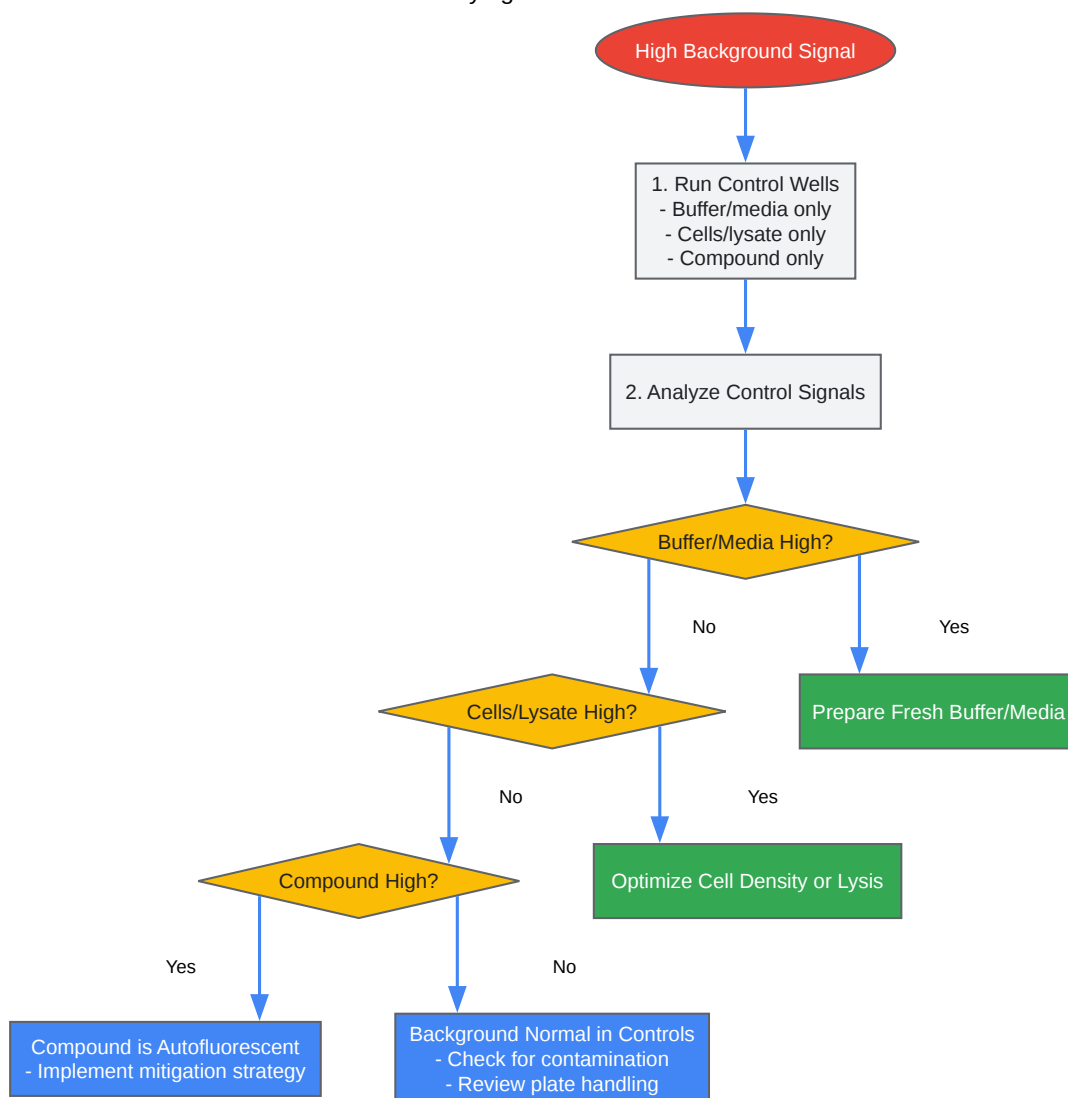 High Background Signal
1. Run Control Wells
- Buffer/media only
- Cells/lysate only
- Compound only
2. Analyze Control Signals
Buffer/Media High?
No
Yes
Cells/Lysate High?
Prepare Fresh Buffer/Media
No
Yes
Compound High?
Optimize Cell Density or Lysis
Yes
No
Compound is Autofluorescent
- Implement mitigation strategy
Background Normal in Controls
- Check for contamination
- Review plate handling